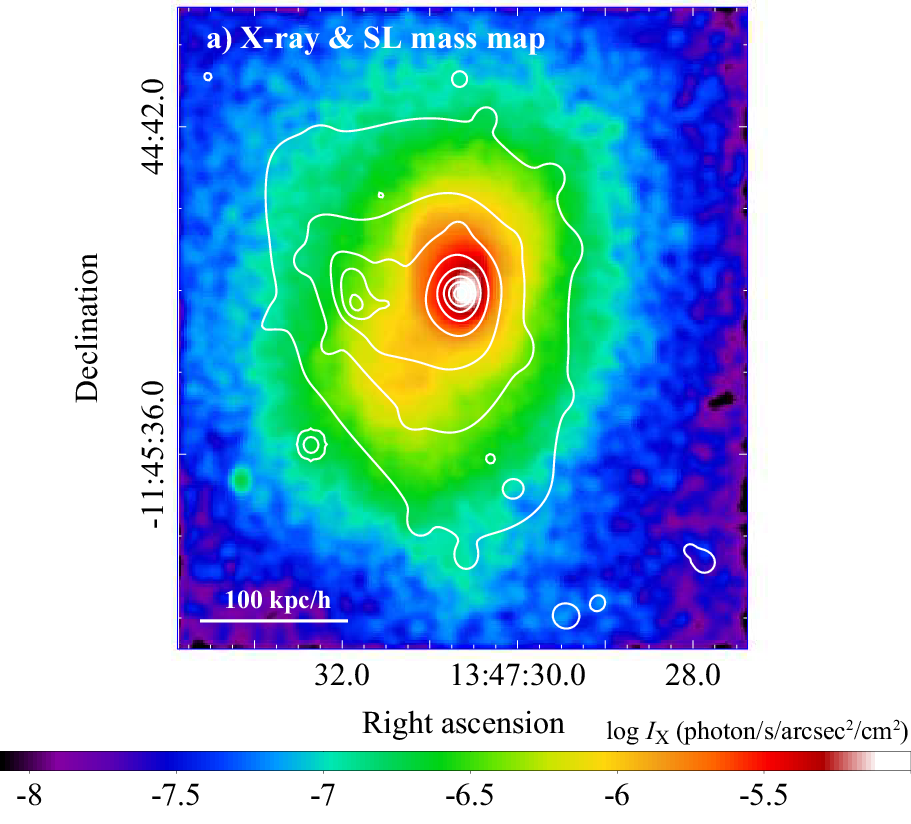 a) X-ray & SL mass map
44:42.0
Declination
-11:45:36.0
100 kpc/h
32.0 13:47:30.0 28.0
Right ascension
log I_X (photon/s/arcsec²/cm²)
-8 -7.5 -7 -6.5 -6 -5.5